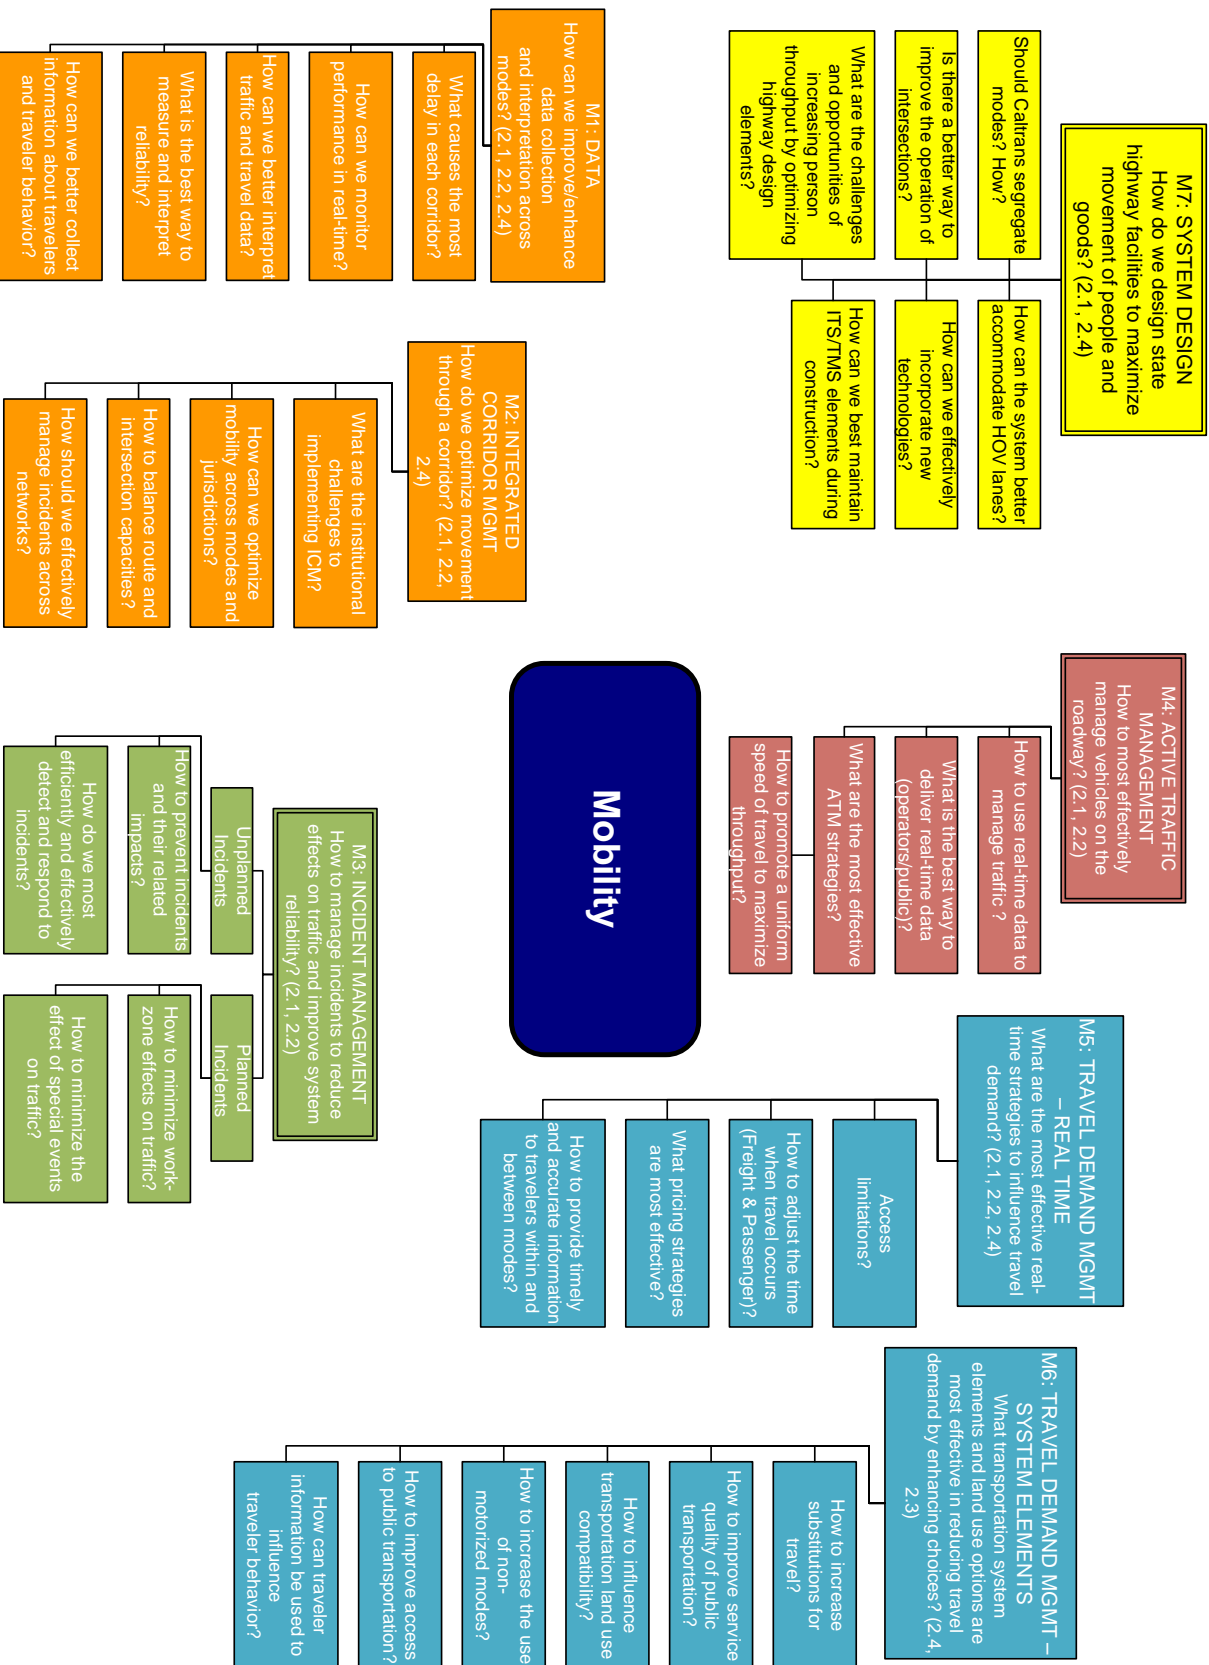 Mobility
M1: DATA
How can we improve/enhance
data collection
and interpretation across
modes? (2.1, 2.2, 2.4)
What causes the most
delay in each corridor?
How can we monitor
performance in real-time?
How can we better interpret
traffic and travel data?
What is the best way to
measure and interpret
reliability?
How can we better collect
information about travelers
and traveler behavior?
M2: INTEGRATED
CORRIDOR MGMT
How do we optimize movement
through a corridor? (2.1, 2.2,
2.4)
What are the institutional
challenges to
implementing ICM?
How can we optimize
mobility across modes and
jurisdictions?
How to balance route and
intersection capacities?
How should we effectively
manage incidents across
networks?
M3: INCIDENT MANAGEMENT
How to manage incidents to reduce
effects on traffic and improve system
reliability? (2.1, 2.2)
Unplanned
Incidents
How to prevent incidents
and their related
impacts?
How do we most
efficiently and effectively
detect and respond to
incidents?
Planned
Incidents
How to minimize work-
zone effects on traffic?
How to minimize the
effect of special events
on traffic?
M4: ACTIVE TRAFFIC
MANAGEMENT
How to most effectively
manage vehicles on the
roadway? (2.1, 2.2)
How to use real-time data to
manage traffic ?
What is the best way to
deliver real-time data
(operators/public)?
What are the most effective
ATM strategies?
How to promote a uniform
speed of travel to maximize
throughput?
M5: TRAVEL DEMAND MGMT
– REAL TIME
What are the most effective real-
time strategies to influence travel
demand? (2.1, 2.2, 2.4)
Access
limitations?
How to adjust the time
when travel occurs
(Freight & Passenger)?
What pricing strategies
are most effective?
How to provide timely
and accurate information
to travelers within and
between modes?
M6: TRAVEL DEMAND MGMT –
SYSTEM ELEMENTS
What transportation system
elements and land use options are
most effective in reducing travel
demand by enhancing choices? (2.4,
2.3)
How to increase
substitutions for
travel?
How to improve service
quality of public
transportation?
How to influence
transportation land use
compatibility?
How to increase the use
of non-
motorized modes?
How to improve access
to public transportation?
How can traveler
information be used to
influence
traveler behavior?
M7: SYSTEM DESIGN
How do we design state
highway facilities to maximize
movement of people and
goods? (2.1, 2.4)
Should Caltrans segregate
modes? How?
Is there a better way to
improve the operation of
intersections?
What are the challenges
and opportunities of
increasing person
throughput by optimizing
highway design
elements?
How can the system better
accommodate HOV lanes?
How can we effectively
incorporate new
technologies?
How can we best maintain
ITS/TMS elements during
construction?